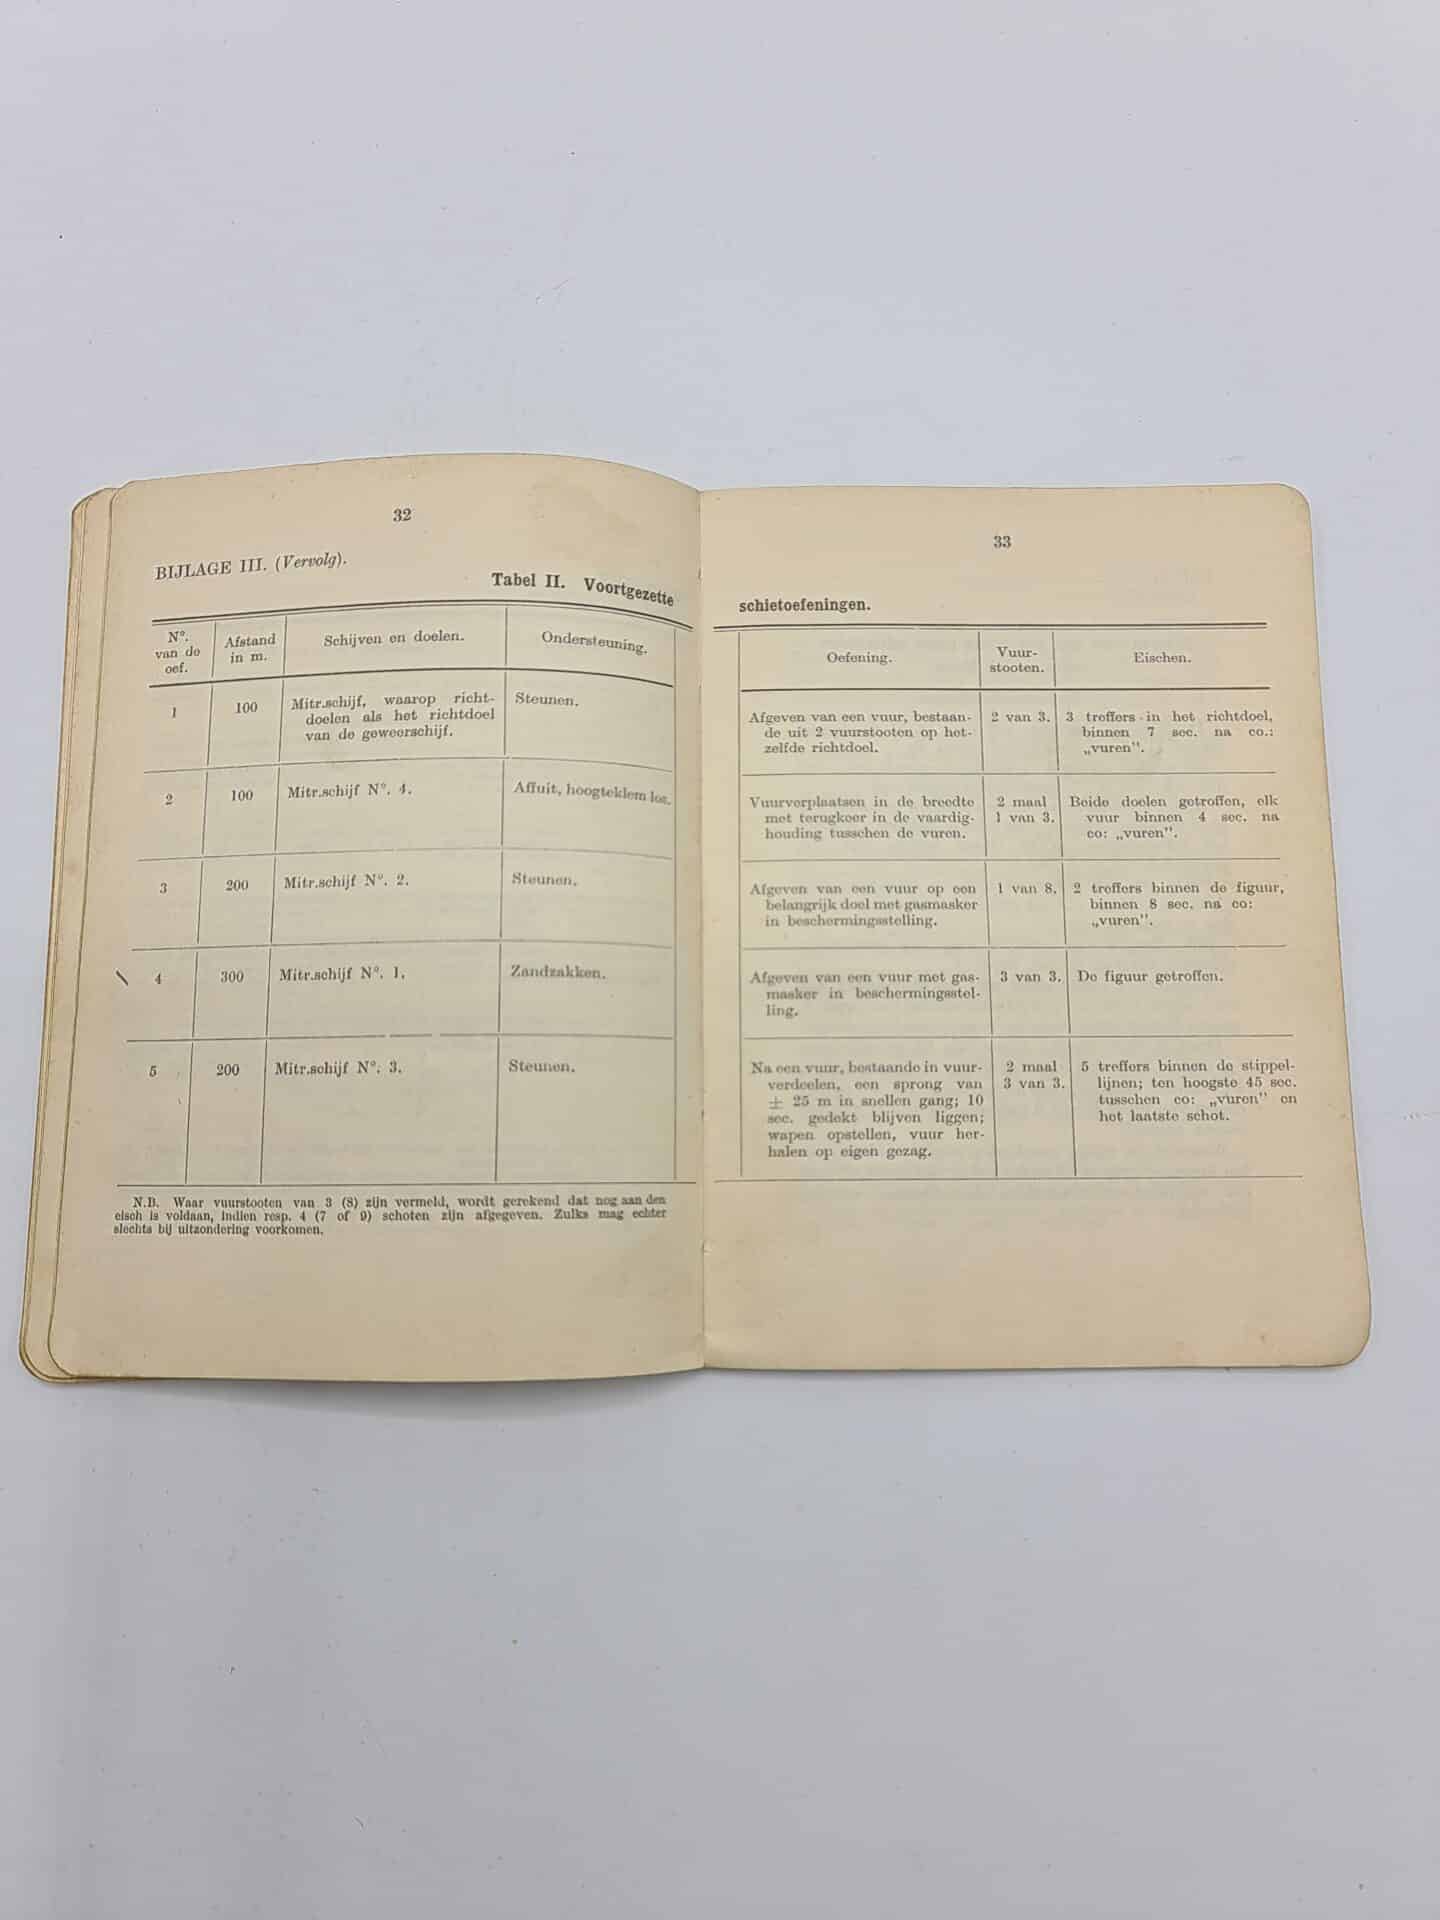 32
BIJLAGE III. (Vervolg).
Tabel II. Voortgezette
N°. van de oef.
Afstand in m.
Schijven en doelen.
Ondersteuning.
1
100
Mitr.schijf, waarop richt-
doelen als het richtdoel
van de geweerschijf.
Steunen.
2
100
Mitr.schijf N°. 4.
Affuit, hoogteklem los.
3
200
Mitr.schijf N°. 2.
Steunen.
4
300
Mitr.schijf N°. 1.
Zandzakken.
5
200
Mitr.schijf N°. 3.
Steunen.
N.B. Waar vuurstooten van 3 (8) zijn vermeld, wordt gerekend dat nog aan den
eisch is voldaan, indien resp. 4 (7 of 9) schoten zijn afgegeven. Zulks mag echter
slechts bij uitzondering voorkomen.
33
schietoefeningen.
Oefening.
Vuur-
stooten.
Eischen.
Afgeven van een vuur, bestaan-
de uit 2 vuurstooten op het-
zelfde richtdoel.
2 van 3.
3 treffers in het richtdoel,
binnen 7 sec. na co.:
„vuren”.
Vuurverplaatsen in de breedte
met terugkeer in de vaardig-
houding tusschen de vuren.
2 maal
1 van 3.
Beide doelen getroffen, elk
vuur binnen 4 sec. na
co: „vuren”.
Afgeven van een vuur op een
belangrijk doel met gasmasker
in beschermingsstelling.
1 van 8.
2 treffers binnen de figuur,
binnen 8 sec. na co:
„vuren”.
Afgeven van een vuur met gas-
masker in beschermingsstel-
ling.
3 van 3.
De figuur getroffen.
Na een vuur, bestaande in vuur-
verdeelen, een sprong van
± 25 m in snellen gang; 10
sec. gedekt blijven liggen;
wapen opstellen, vuur her-
halen op eigen gezag.
2 maal
3 van 3.
5 treffers binnen de stippel-
lijnen; ten hoogste 45 sec.
tusschen co: „vuren” en
het laatste schot.